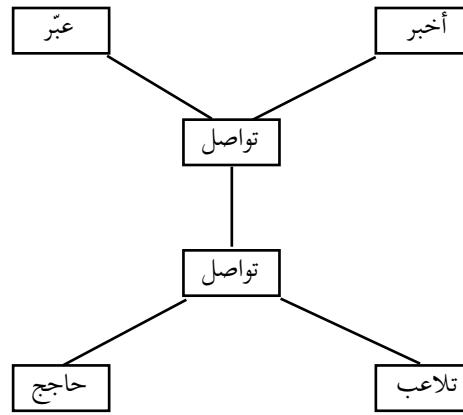 أخبر
عبّر
تواصل
تواصل
تلاعب
حاجج